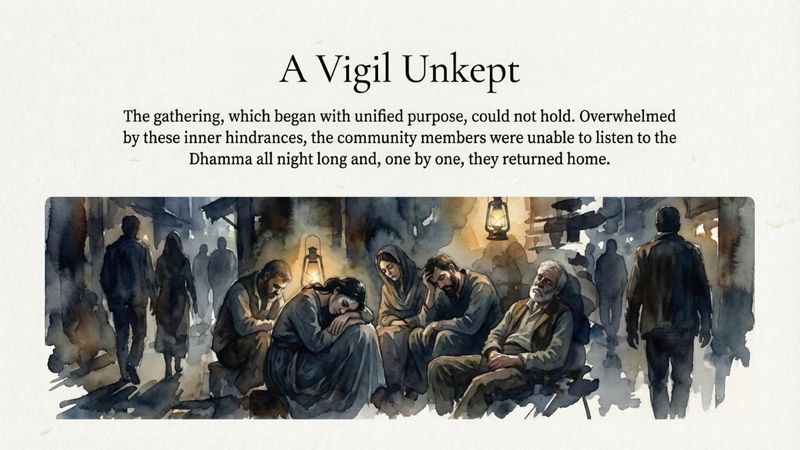 A Vigil Unkept
The gathering, which began with unified purpose, could not hold. Overwhelmed
by these inner hindrances, the community members were unable to listen to the
Dhamma all night long and, one by one, they returned home.